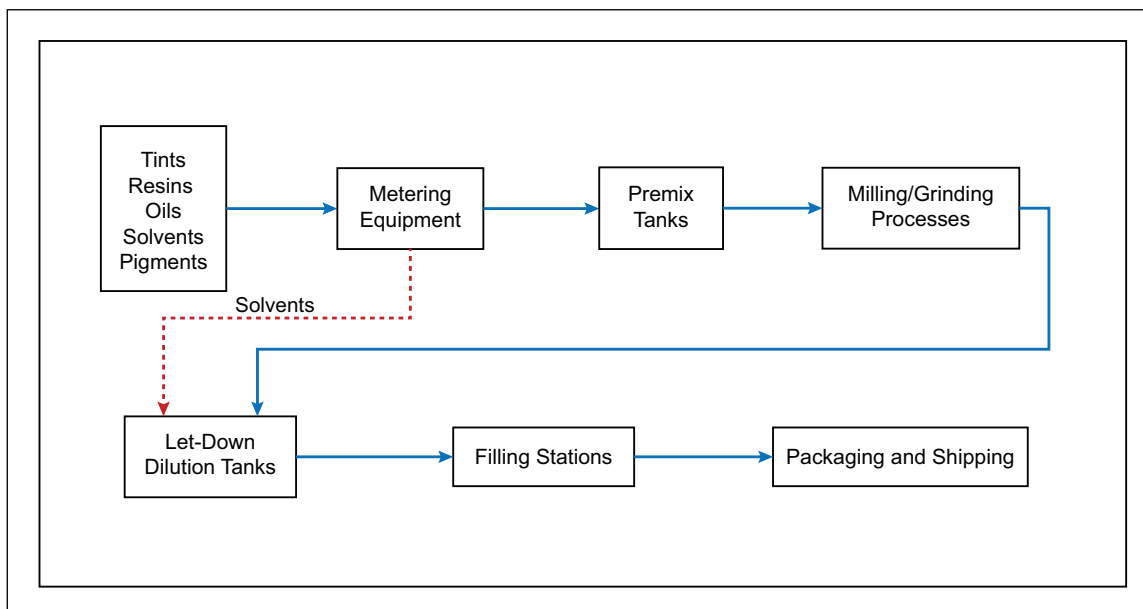 Tints
Resins
Oils
Solvents
Pigments
Metering
Equipment
Premix
Tanks
Milling/Grinding
Processes
Solvents
Let-Down
Dilution Tanks
Filling Stations
Packaging and Shipping